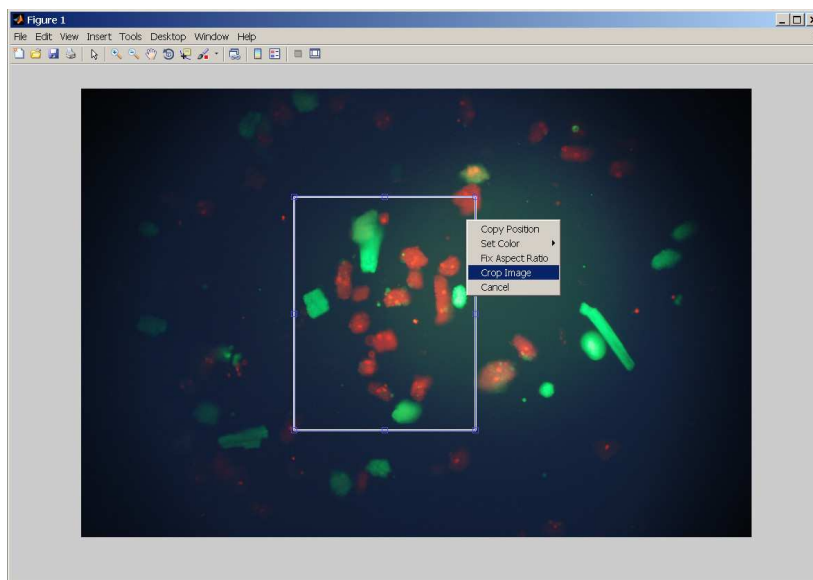 Figure 1
File Edit View Insert Tools Desktop Window Help
Copy Position
Set Color
Fix Aspect Ratio
Crop Image
Cancel